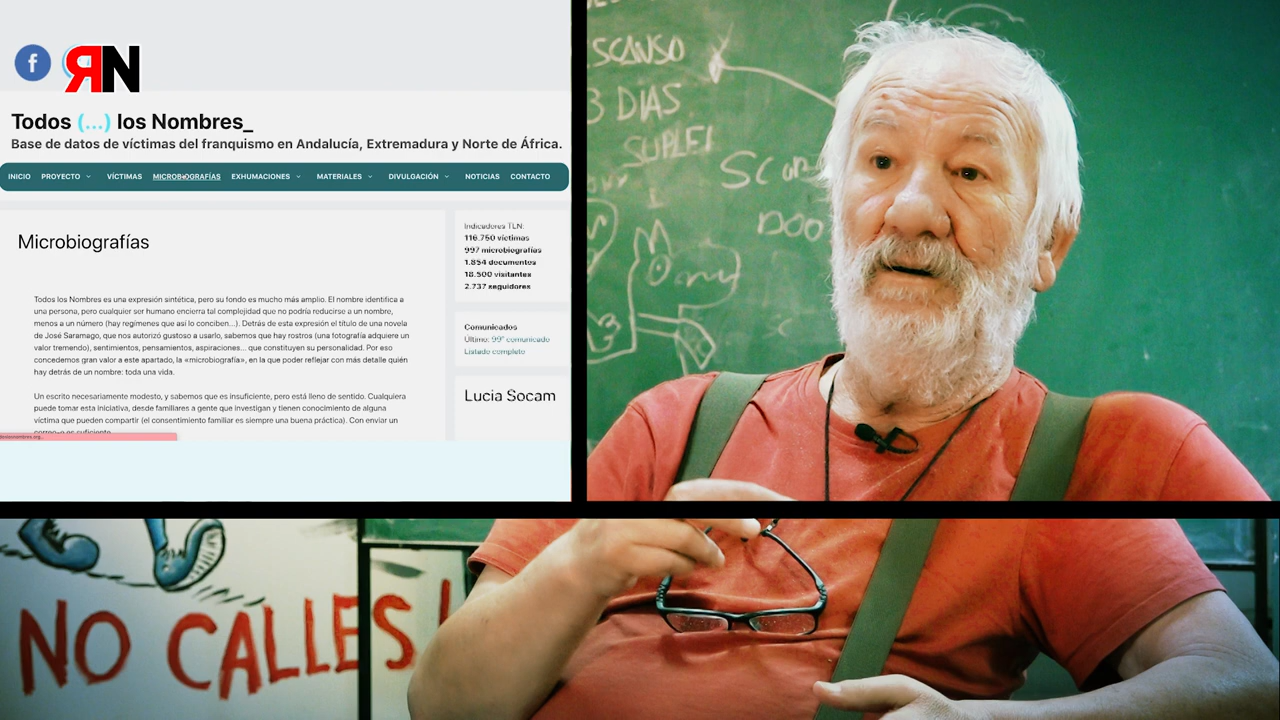 f
RN
Todos (...) los Nombres_
Base de datos de víctimas del franquismo en Andalucía, Extremadura y Norte de África.
INICIO PROYECTO VÍCTIMAS MICROBIOGRAFÍAS EXHUMACIONES MATERIALES DIVULGACIÓN NOTICIAS CONTACTO
Microbiografías
Todos los Nombres es una expresión sintética, pero su fondo es mucho más amplio. El nombre identifica a
una persona, pero cualquier ser humano encierra tal complejidad que no podría reducirse a un nombre,
menos a un número (hay regímenes que así lo conciben...). Detrás de esta expresión el título de una novela
de José Saramago, que nos autorizó gustoso a usarlo, sabemos que hay rostros (una fotografía adquiere un
valor tremendo), sentimientos, pensamientos, aspiraciones... que constituyen su personalidad. Por eso
concedemos gran valor a este apartado, la «microbiografía», en la que poder reflejar con más detalle quién
hay detrás de un nombre: toda una vida.
Un escrito necesariamente modesto, y sabemos que es insuficiente, pero está lleno de sentido. Cualquiera
puede tomar esta iniciativa, desde familiares a gente que investigan y tienen conocimiento de alguna
víctima que pueden compartir (el consentimiento familiar es siempre una buena práctica). Con enviar un
correo-e es suficiente.
Indicadores TLN:
116.750 víctimas
997 microbiografías
1.854 documentos
18.500 visitantes
2.737 seguidores
Comunicados
Último: 99º comunicado
Listado completo
Lucia Socam
SCANSO
3 DIAS
SUPLEI
DOO
NO CALLES!